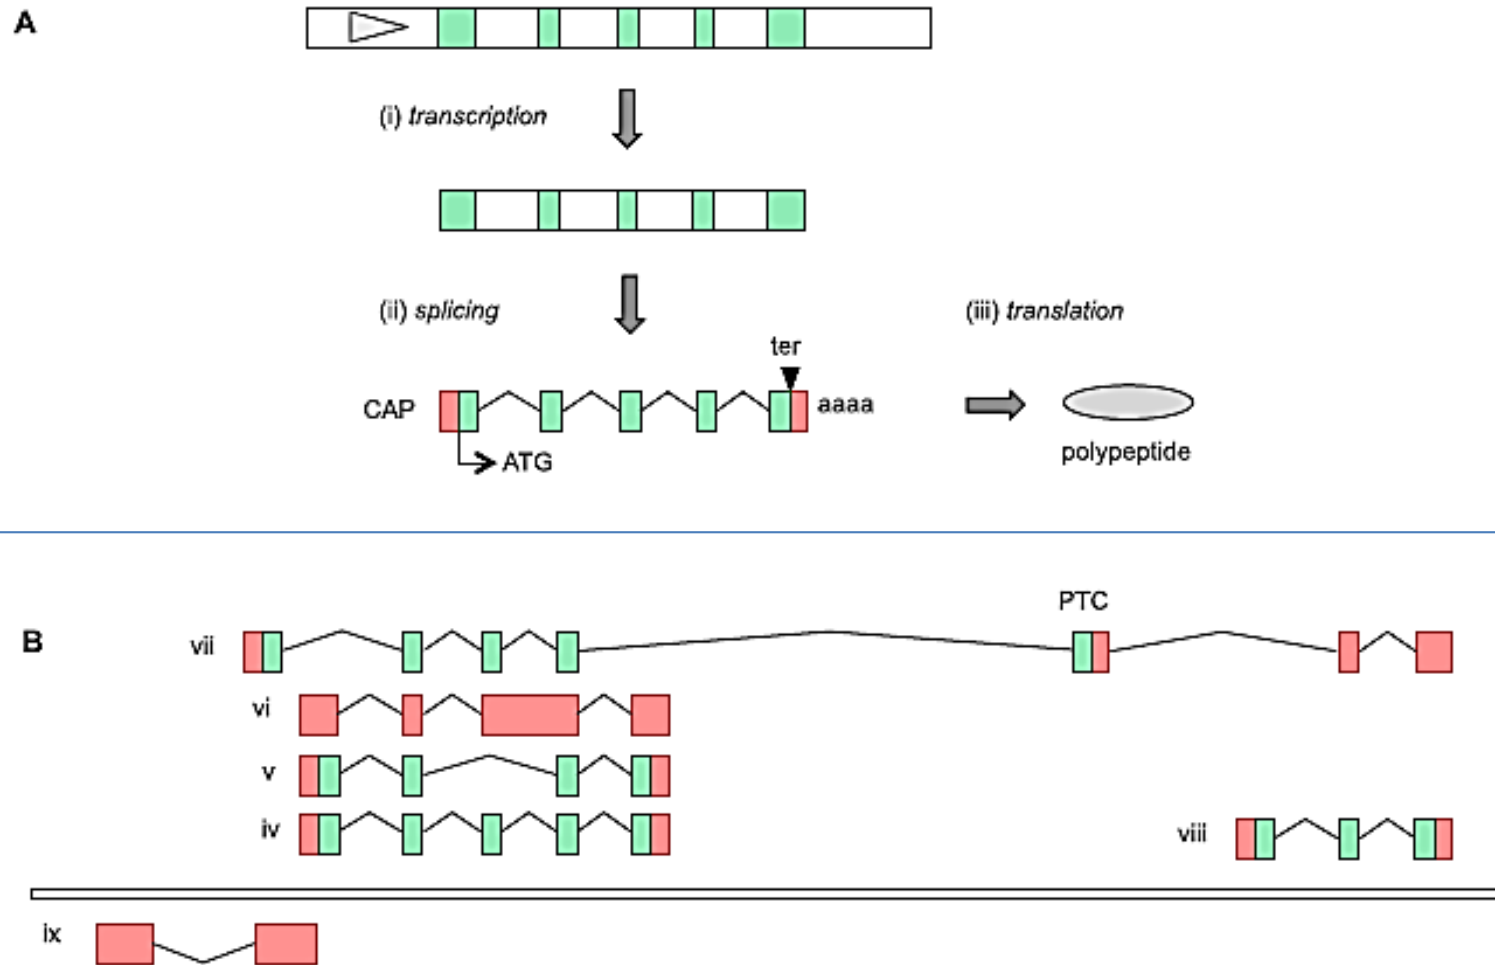 A
(i) transcription
(ii) splicing
(iii) translation
ter
CAP
aaaa
ATG
polypeptide
PTC
B
vii
vi
v
iv
viii
ix